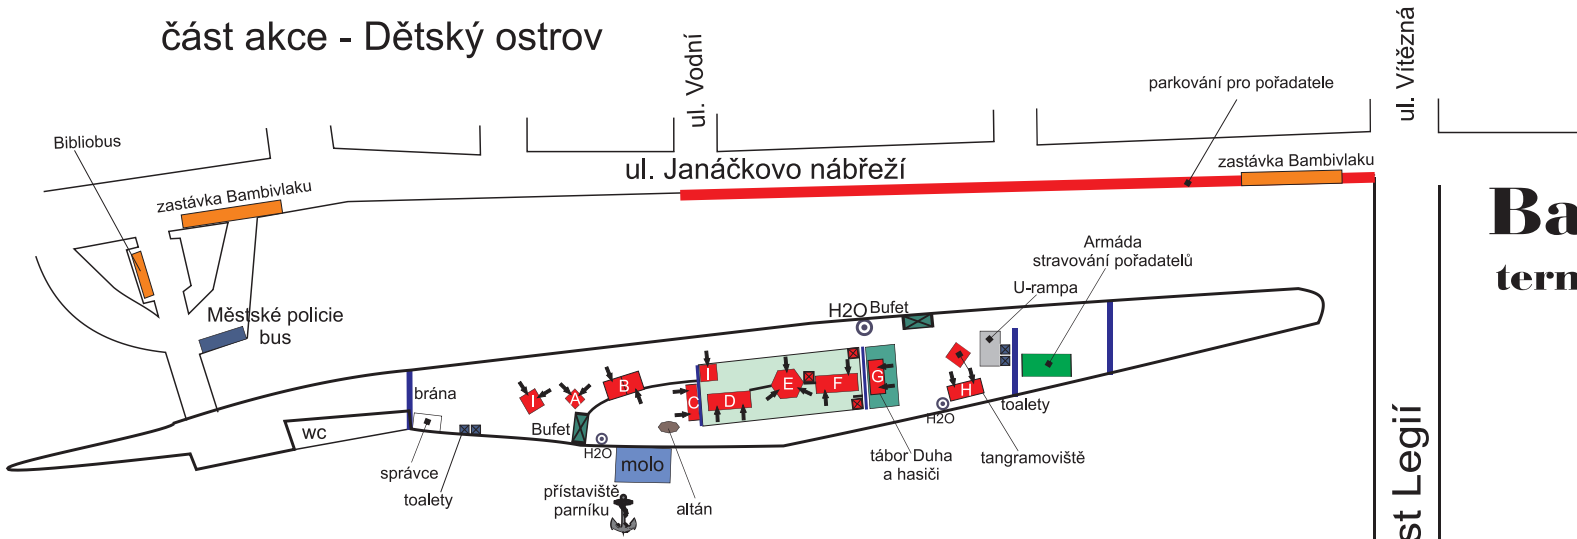 část akce - Dětský ostrov
ul. Vodní
ul. Vítězná
parkování pro pořadatele
Bibliobus
zastávka Bambivlaku
ul. Janáčkovo nábřeží
zastávka Bambivlaku
Ba
tern
Armáda
stravování pořadatelů
U-rampa
Městské policie
bus
H2O
Bufet
brána
I
A
B
I
C
D
E
F
G
H
wc
Bufet
H2O
H2O
toalety
molo
správce
toalety
přístaviště
parníku
altán
tábor Duha
a hasiči
tangramoviště
st Legií